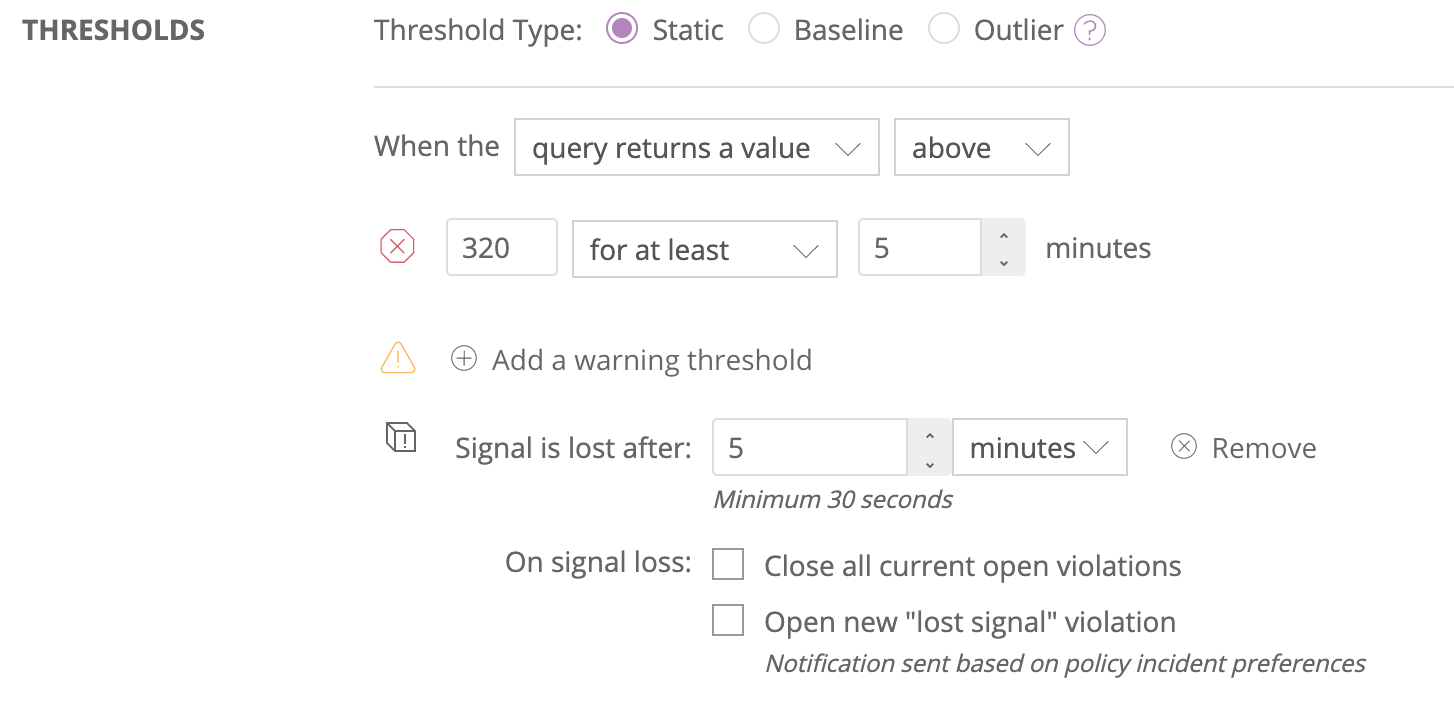 THRESHOLDS
Threshold Type: Static Baseline Outlier ?
When the query returns a value above
320 for at least 5 minutes
Add a warning threshold
Signal is lost after: 5 minutes Remove
Minimum 30 seconds
On signal loss: Close all current open violations
Open new "lost signal" violation
Notification sent based on policy incident preferences